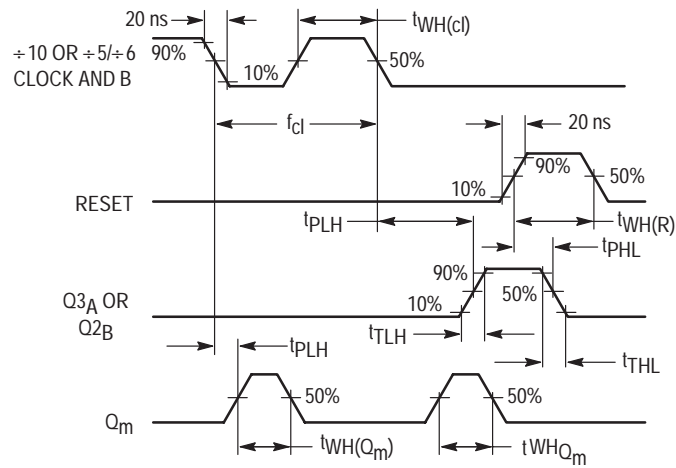 20 ns
tWH(cl)
÷10 OR ÷5/÷6
CLOCK AND B
90%
10%
50%
fcl
20 ns
90%
50%
10%
RESET
tPLH
tWH(R)
tPHL
90%
50%
10%
Q3A OR
Q2B
tTLH
tPLH
tTHL
50%
50%
Qm
tWH(Qm)
tWHQm